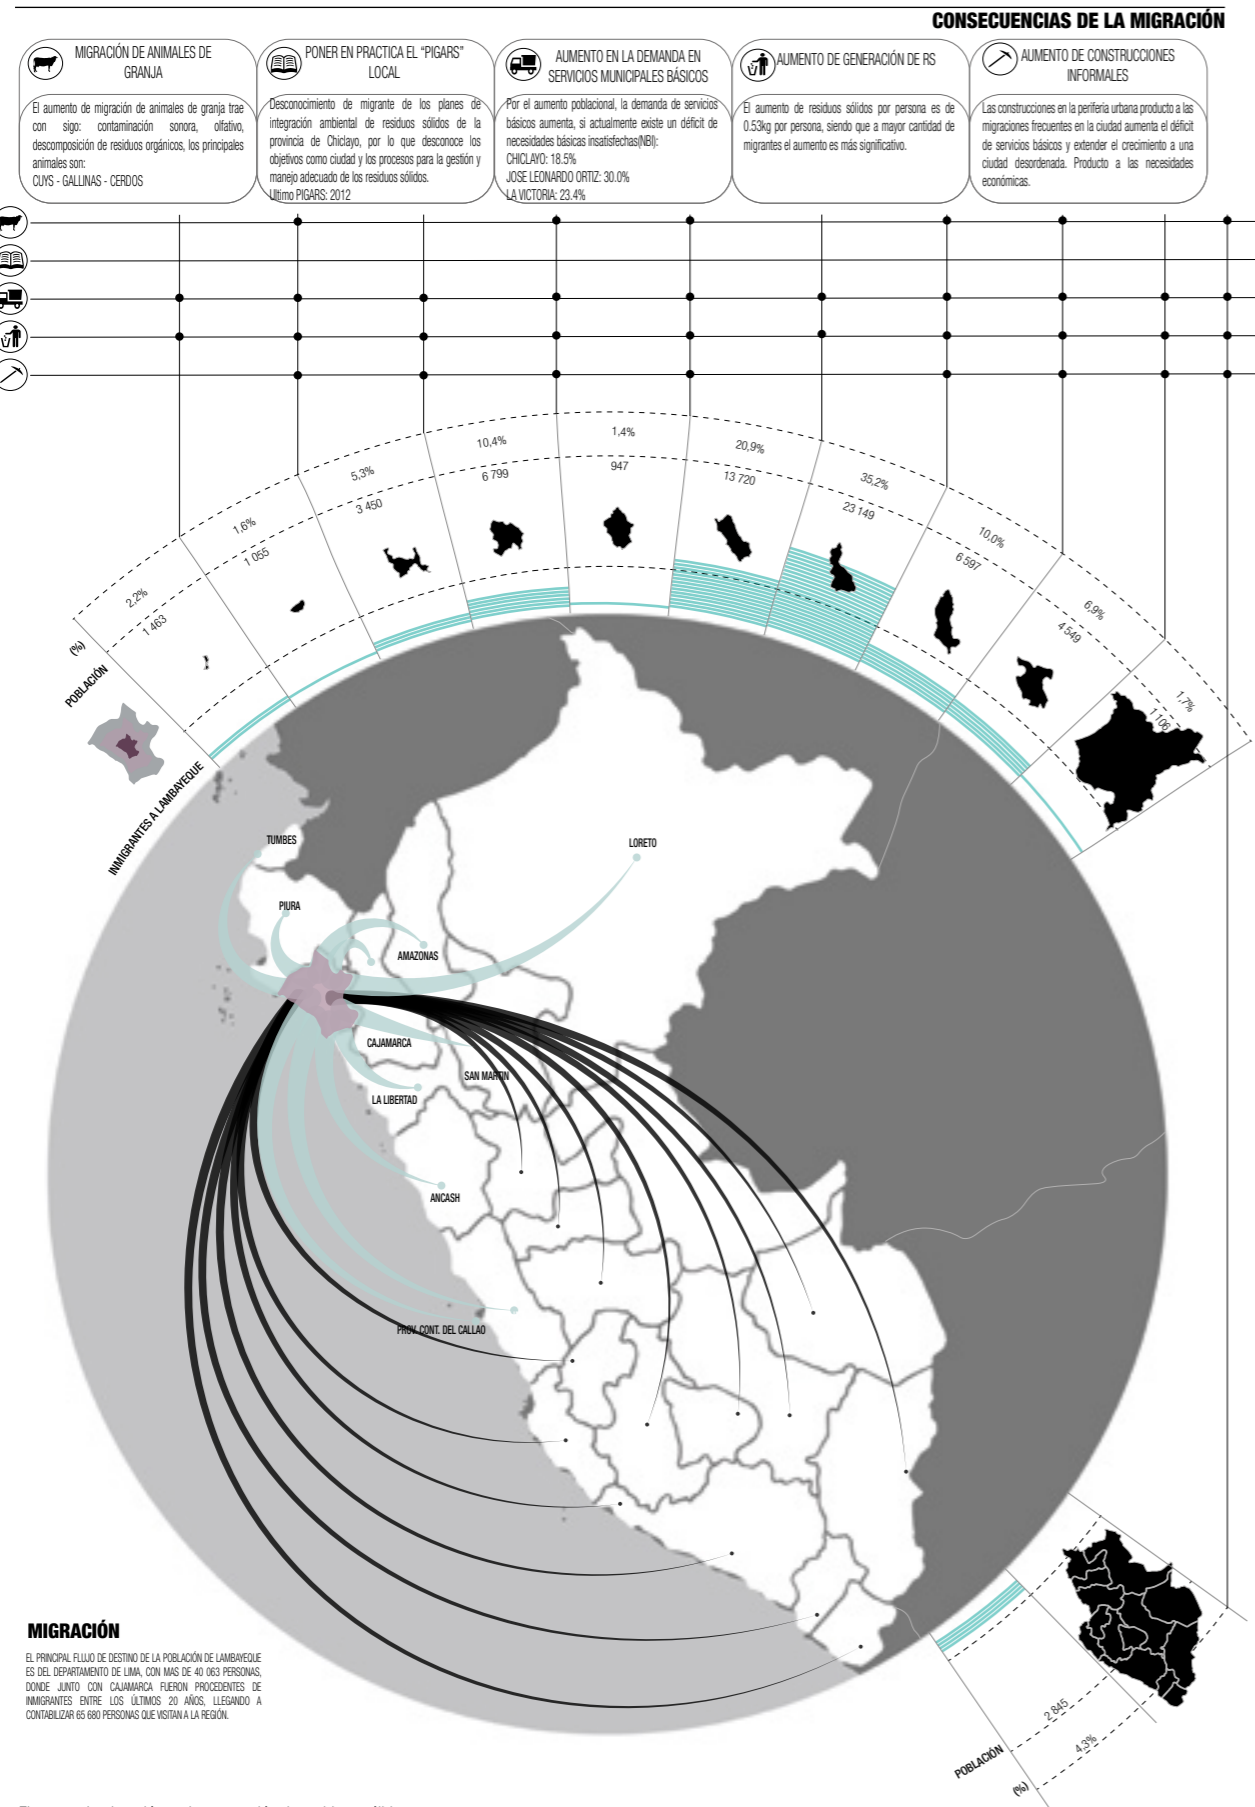 CONSECUENCIAS DE LA MIGRACIÓN
MIGRACIÓN DE ANIMALES DE
GRANJA
El aumento de migración de animales de granja trae
con sigo: contaminación sonora, olfativo,
descomposición de residuos orgánicos, los principales
animales son:
CUYS - GALLINAS - CERDOS
PONER EN PRACTICA EL "PIGARS"
LOCAL
Desconocimiento de migrante de los planes de
integración ambiental de residuos sólidos de la
provincia de Chiclayo, por lo que desconoce los
objetivos como ciudad y los procesos para la gestión y
manejo adecuado de los residuos sólidos.
Ultimo PIGARS: 2012
AUMENTO EN LA DEMANDA EN
SERVICIOS MUNICIPALES BÁSICOS
Por el aumento poblacional, la demanda de servicios
básicos aumenta, si actualmente existe un déficit de
necesidades básicas insatisfechas(NBI):
CHICLAYO: 18.5%
JOSE LEONARDO ORTIZ: 30.0%
LA VICTORIA: 23.4%
AUMENTO DE GENERACIÓN DE RS
El aumento de residuos sólidos por persona es de
0.53kg por persona, siendo que a mayor cantidad de
migrantes el aumento es más significativo.
AUMENTO DE CONSTRUCCIONES
INFORMALES
Las construcciones en la periferia urbana producto a las
migraciones frecuentes en la ciudad aumenta el déficit
de servicios básicos y extender el crecimiento a una
ciudad desordenada. Producto a las necesidades
económicas.
(%)
2,2%
1,6%
5,3%
10,4%
1,4%
20,9%
35,2%
10,0%
6,9%
1,7%
POBLACIÓN
1 463
1 055
3 450
6 799
947
13 720
23 149
6 597
4 549
1 106
INMIGRANTES A LAMBAYEQUE
TUMBES
LORETO
PIURA
AMAZONAS
CAJAMARCA
SAN MARTIN
LA LIBERTAD
ANCASH
PROV. CONT. DEL CALLAO
MIGRACIÓN
EL PRINCIPAL FLUJO DE DESTINO DE LA POBLACIÓN DE LAMBAYEQUE
ES DEL DEPARTAMENTO DE LIMA, CON MAS DE 40 063 PERSONAS,
DONDE JUNTO CON CAJAMARCA FUERON PROCEDENTES DE
INMIGRANTES ENTRE LOS ÚLTIMOS 20 AÑOS, LLEGANDO A
CONTABILIZAR 65 680 PERSONAS QUE VISITAN A LA REGIÓN.
2 845
POBLACIÓN
4,3%
(%)